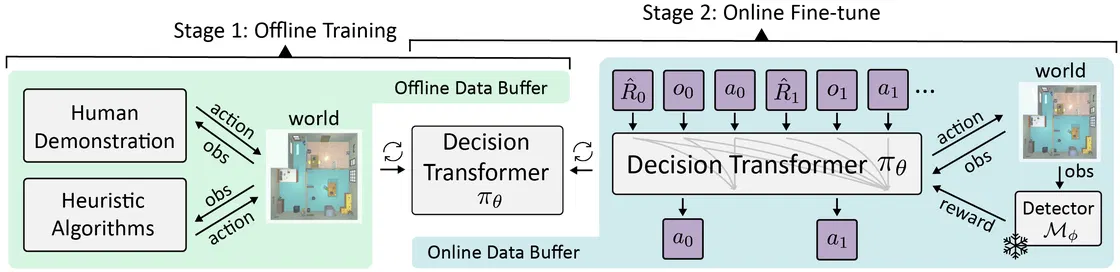 Stage 1: Offline Training
Stage 2: Online Fine-tune
Offline Data Buffer
Human
Demonstration
Heuristic
Algorithms
action
obs
obs
action
world
Decision
Transformer
πθ
Online Data Buffer
R̂0 o0 a0 R̂1 o1 a1 ...
Decision Transformer πθ
a0 a1
action
obs
reward
world
obs
Detector
Mϕ